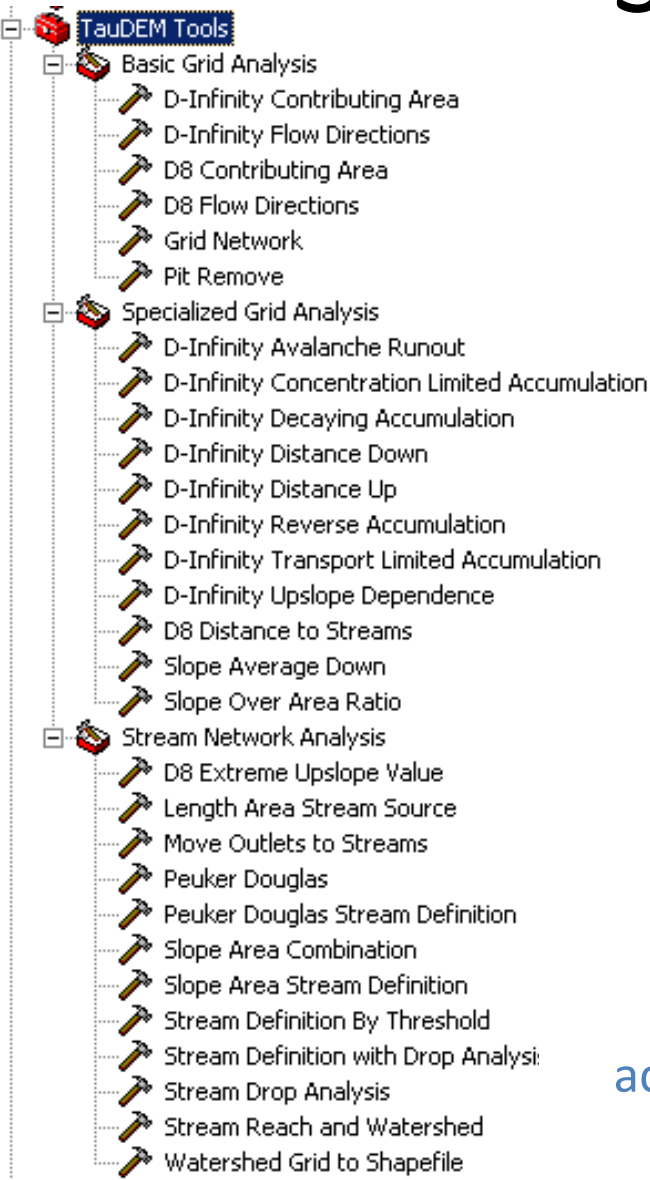 TauDEM Tools
Basic Grid Analysis
D-Infinity Contributing Area
D-Infinity Flow Directions
D8 Contributing Area
D8 Flow Directions
Grid Network
Pit Remove
Specialized Grid Analysis
D-Infinity Avalanche Runout
D-Infinity Concentration Limited Accumulation
D-Infinity Decaying Accumulation
D-Infinity Distance Down
D-Infinity Distance Up
D-Infinity Reverse Accumulation
D-Infinity Transport Limited Accumulation
D-Infinity Upslope Dependence
D8 Distance to Streams
Slope Average Down
Slope Over Area Ratio
Stream Network Analysis
D8 Extreme Upslope Value
Length Area Stream Source
Move Outlets to Streams
Peuker Douglas
Peuker Douglas Stream Definition
Slope Area Combination
Slope Area Stream Definition
Stream Definition By Threshold
Stream Definition with Drop Analysi
Stream Drop Analysis
Stream Reach and Watershed
Watershed Grid to Shapefile